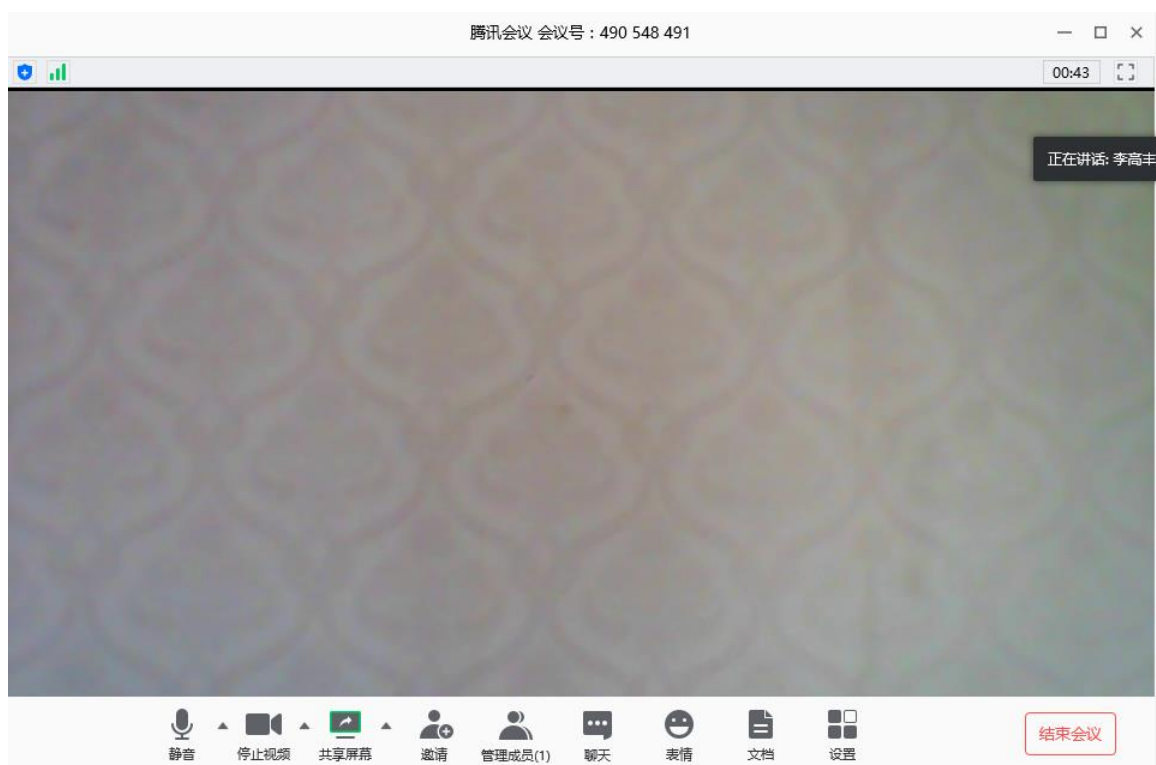 腾讯会议 会议号：490 548 491
00:43
正在讲话: 李高丰
静音
停止视频
共享屏幕
邀请
管理成员(1)
聊天
表情
文档
设置
结束会议